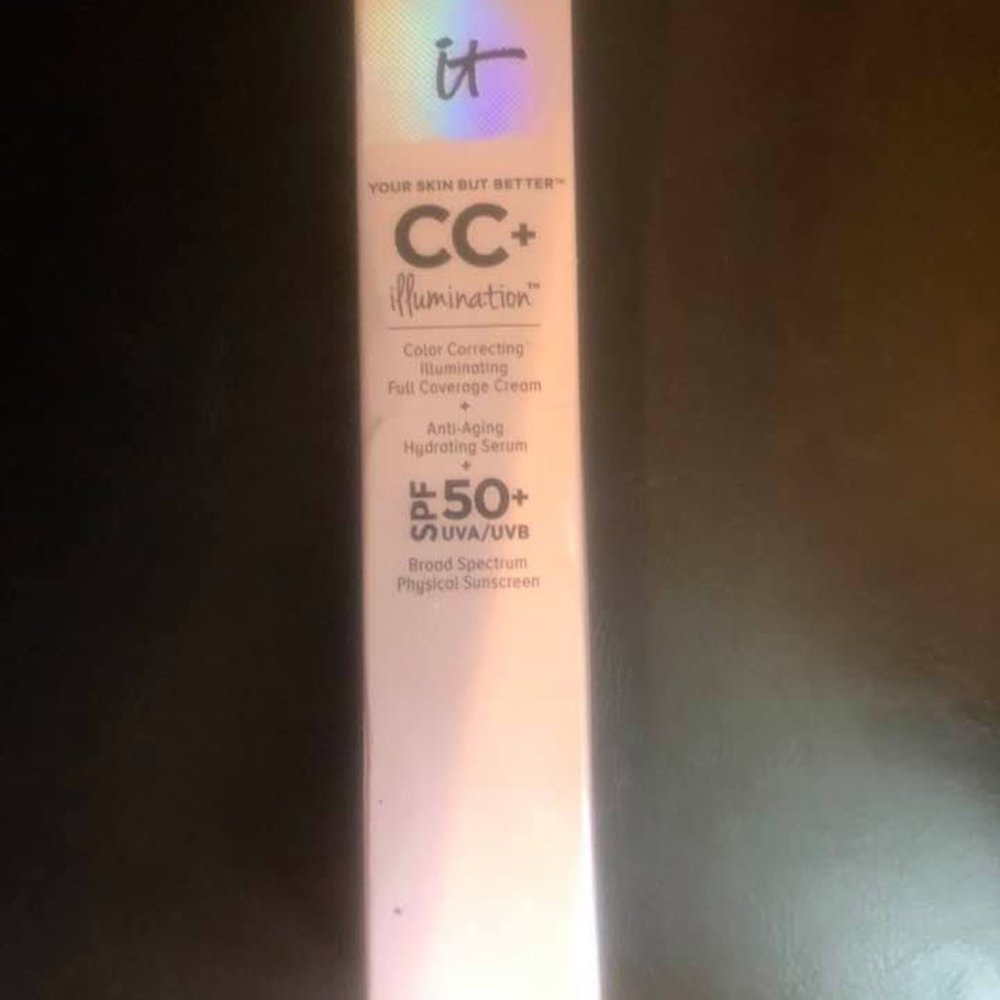 it
YOUR SKIN BUT BETTER™
CC+
illumination™
Color Correcting
Illuminating
Full Coverage Cream
+
Anti-Aging
Hydrating Serum
+
SPF 50+
UVA/UVB
Broad Spectrum
Physical Sunscreen